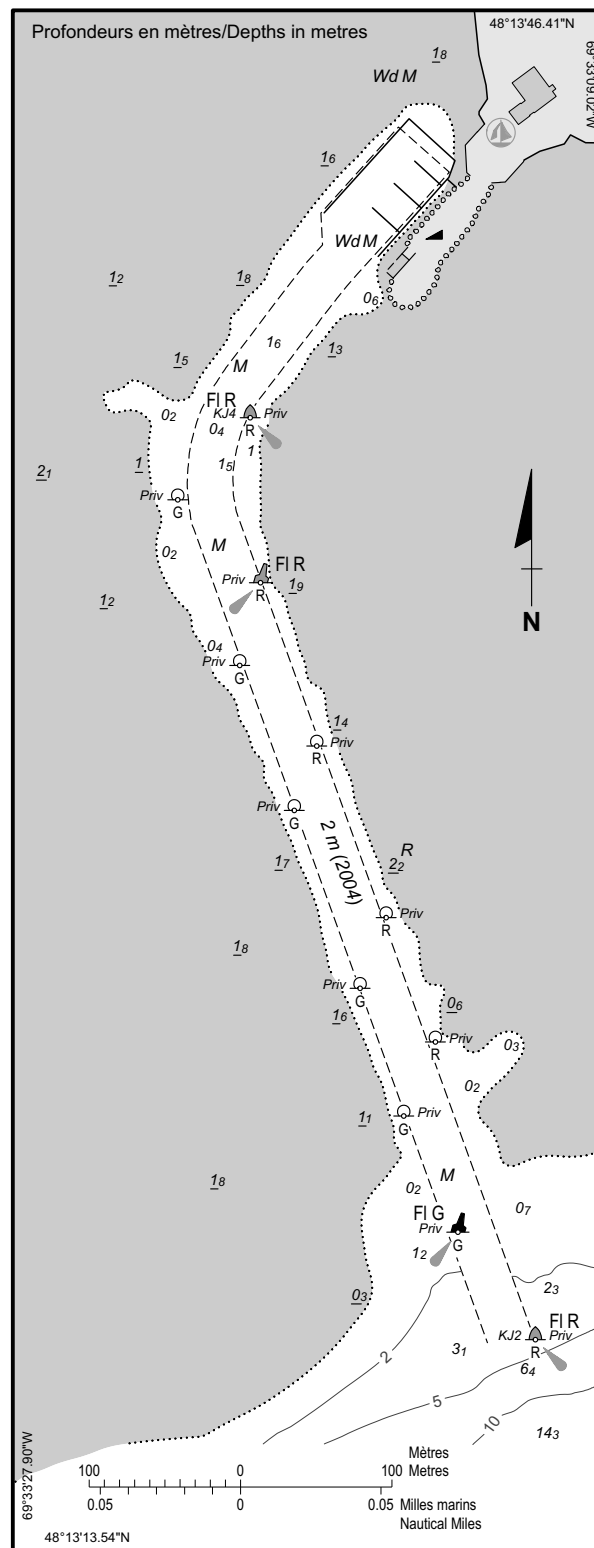 Profondeurs en mètres/Depths in metres
48°13'46.41"N
69°33'09.02"W
1₈
Wd M
1₆
Wd M
1₂
1₈
0₆
1₆
1₃
1₅
M
0₂
Fl R
KJ4
Priv
R
0₄
1
1₅
2₁
1
Priv
G
0₂
M
Fl R
Priv
R
1₉
1₂
0₄
Priv
G
1₄
Priv
R
Priv
G
2 m (2004)
1₇
R
2₂
Priv
R
1₈
Priv
G
1₆
0₆
Priv
R
0₃
0₂
Priv
G
1₁
M
1₈
0₂
0₇
Fl G
Priv
G
1₂
0₃
2₃
Fl R
KJ2
Priv
R
2
3₁
6₄
5
10
14₃
N
69°33'27.90"W
Mètres
100 0 100 Metres
0.05 0 0.05 Milles marins
Nautical Miles
48°13'13.54"N